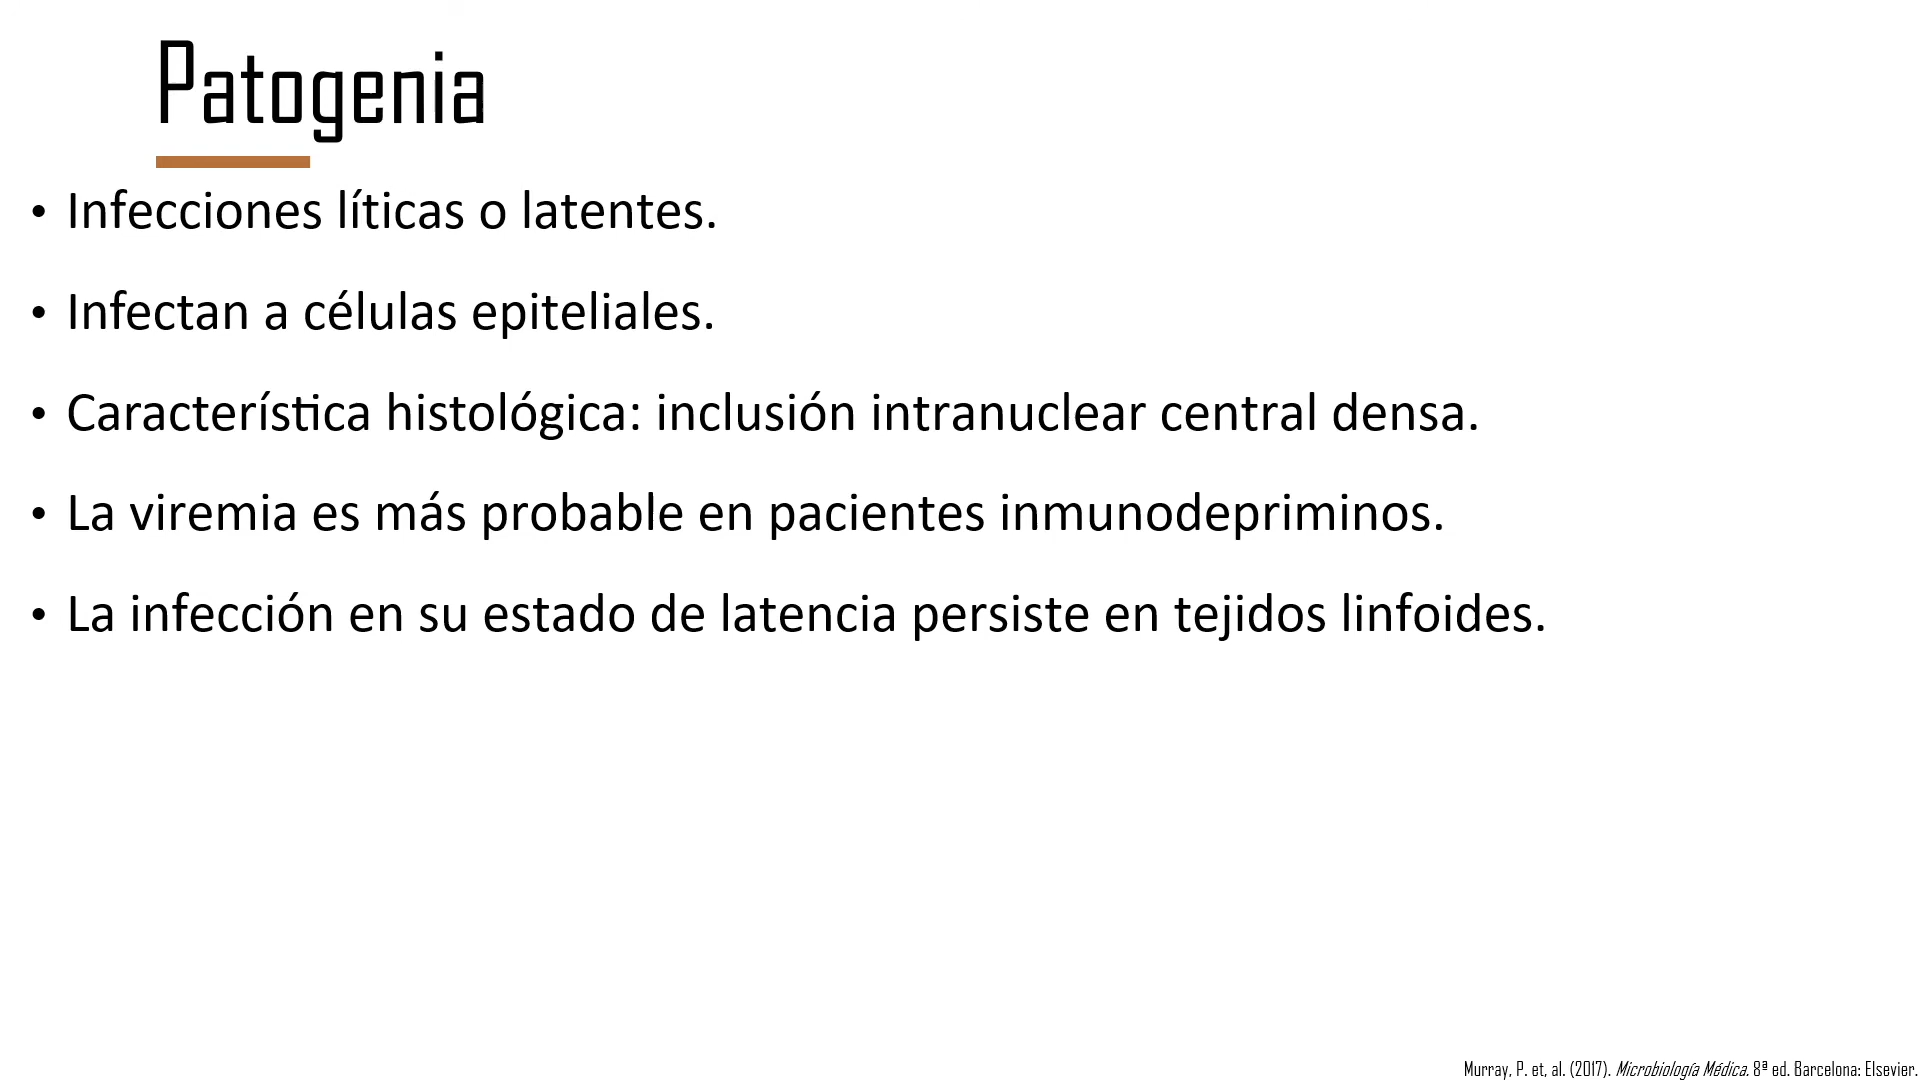 Patogenia
• Infecciones líticas o latentes.
• Infectan a células epiteliales.
• Característica histológica: inclusión intranuclear central densa.
• La viremia es más probable en pacientes inmunodepriminos.
• La infección en su estado de latencia persiste en tejidos linfoides.
Murray, P. et, al. (2017). Microbiología Médica. 8ª ed. Barcelona: Elsevier.